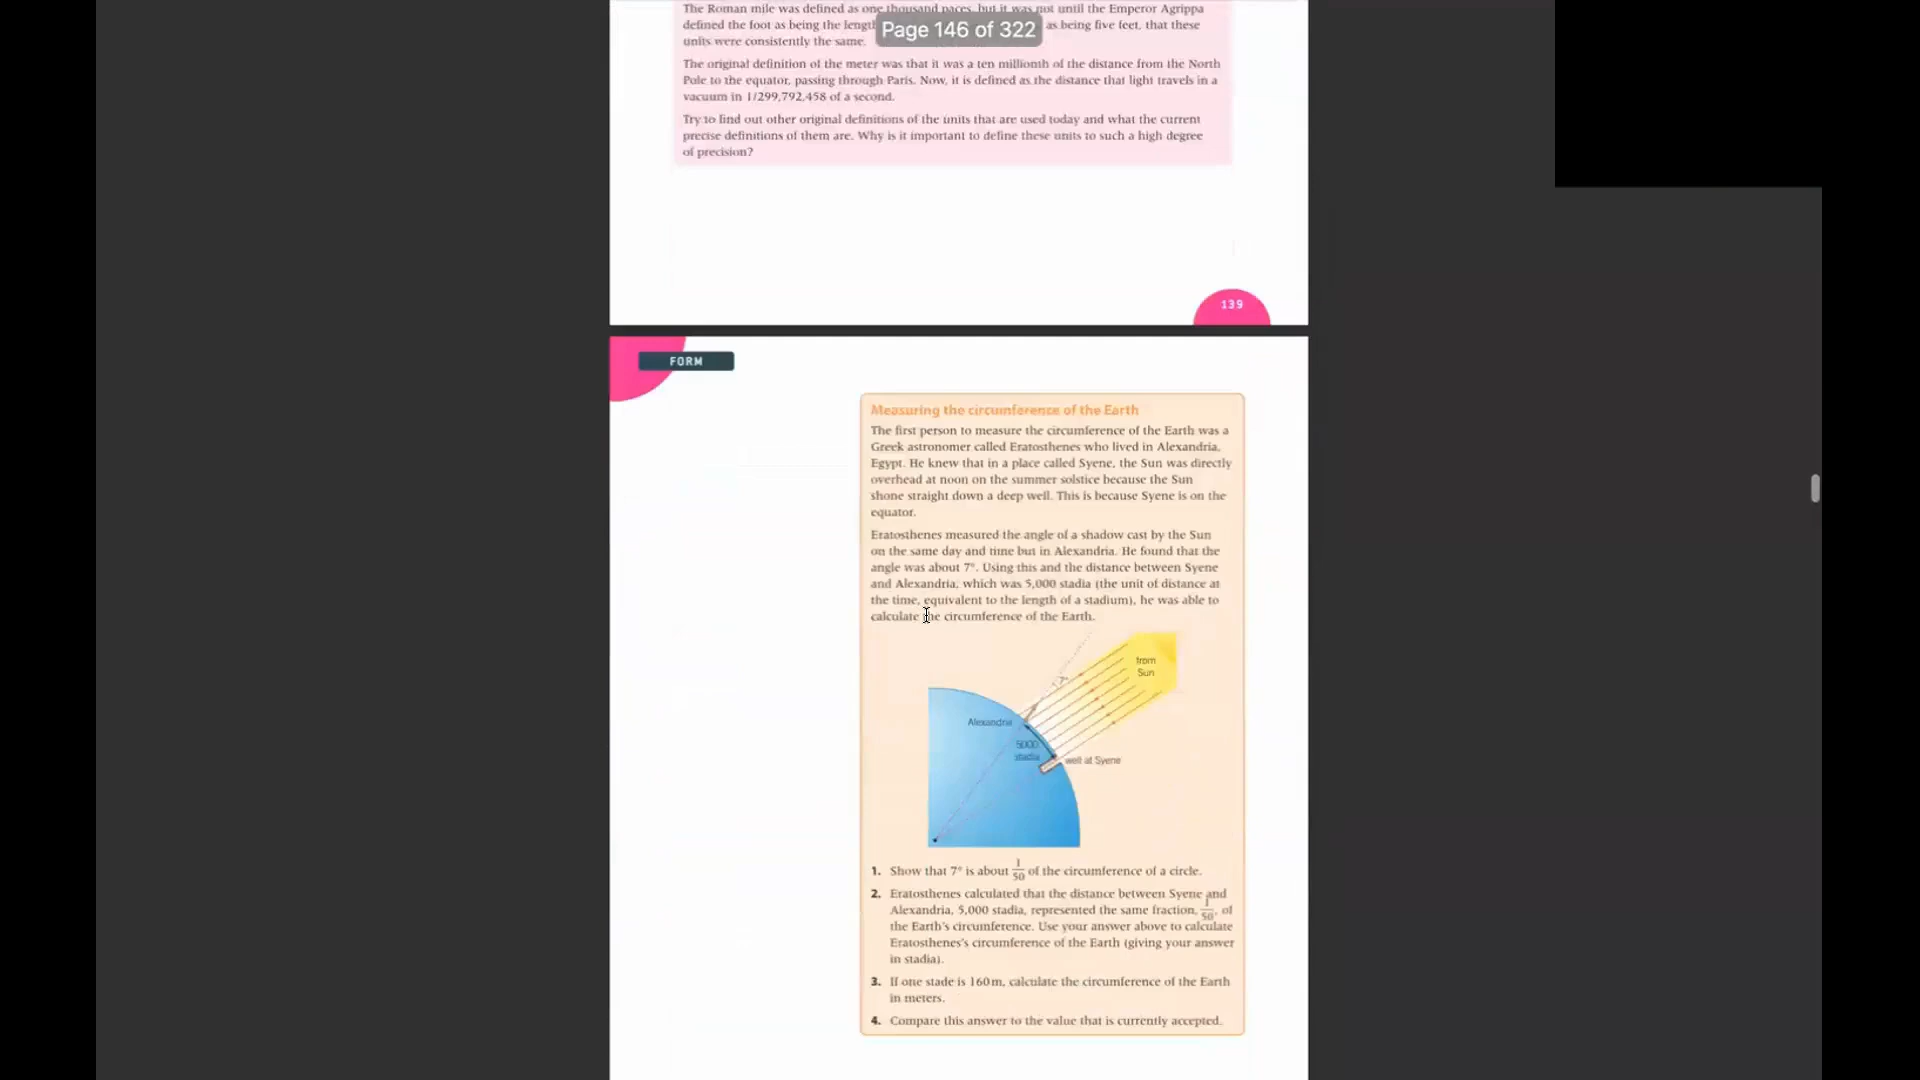 The Roman mile was defined as one thousand paces, but it was not until the Emperor Agrippa
defined the foot as being the length as being five feet, that these
units were consistently the same.
Page 146 of 322
The original definition of the meter was that it was a ten millionth of the distance from the North
Pole to the equator, passing through Paris. Now, it is defined as the distance that light travels in a
vacuum in 1/299,792,458 of a second.
Try to find out other original definitions of the units that are used today and what the current
precise definitions of them are. Why is it important to define these units to such a high degree
of precision?
139
FORM
Measuring the circumference of the Earth
The first person to measure the circumference of the Earth was a
Greek astronomer called Eratosthenes who lived in Alexandria,
Egypt. He knew that in a place called Syene, the Sun was directly
overhead at noon on the summer solstice because the Sun
shone straight down a deep well. This is because Syene is on the
equator.
Eratosthenes measured the angle of a shadow cast by the Sun
on the same day and time but in Alexandria. He found that the
angle was about 7°. Using this and the distance between Syene
and Alexandria, which was 5,000 stadia (the unit of distance at
the time, equivalent to the length of a stadium), he was able to
calculate the circumference of the Earth.
from
Sun
7°
Alexandria
5000
stadia
well at Syene
1. Show that 7° is about 1/50 of the circumference of a circle.
2. Eratosthenes calculated that the distance between Syene and
Alexandria, 5,000 stadia, represented the same fraction, 1/50, of
the Earth's circumference. Use your answer above to calculate
Eratosthenes's circumference of the Earth (giving your answer
in stadia).
3. If one stade is 160 m, calculate the circumference of the Earth
in meters.
4. Compare this answer to the value that is currently accepted.